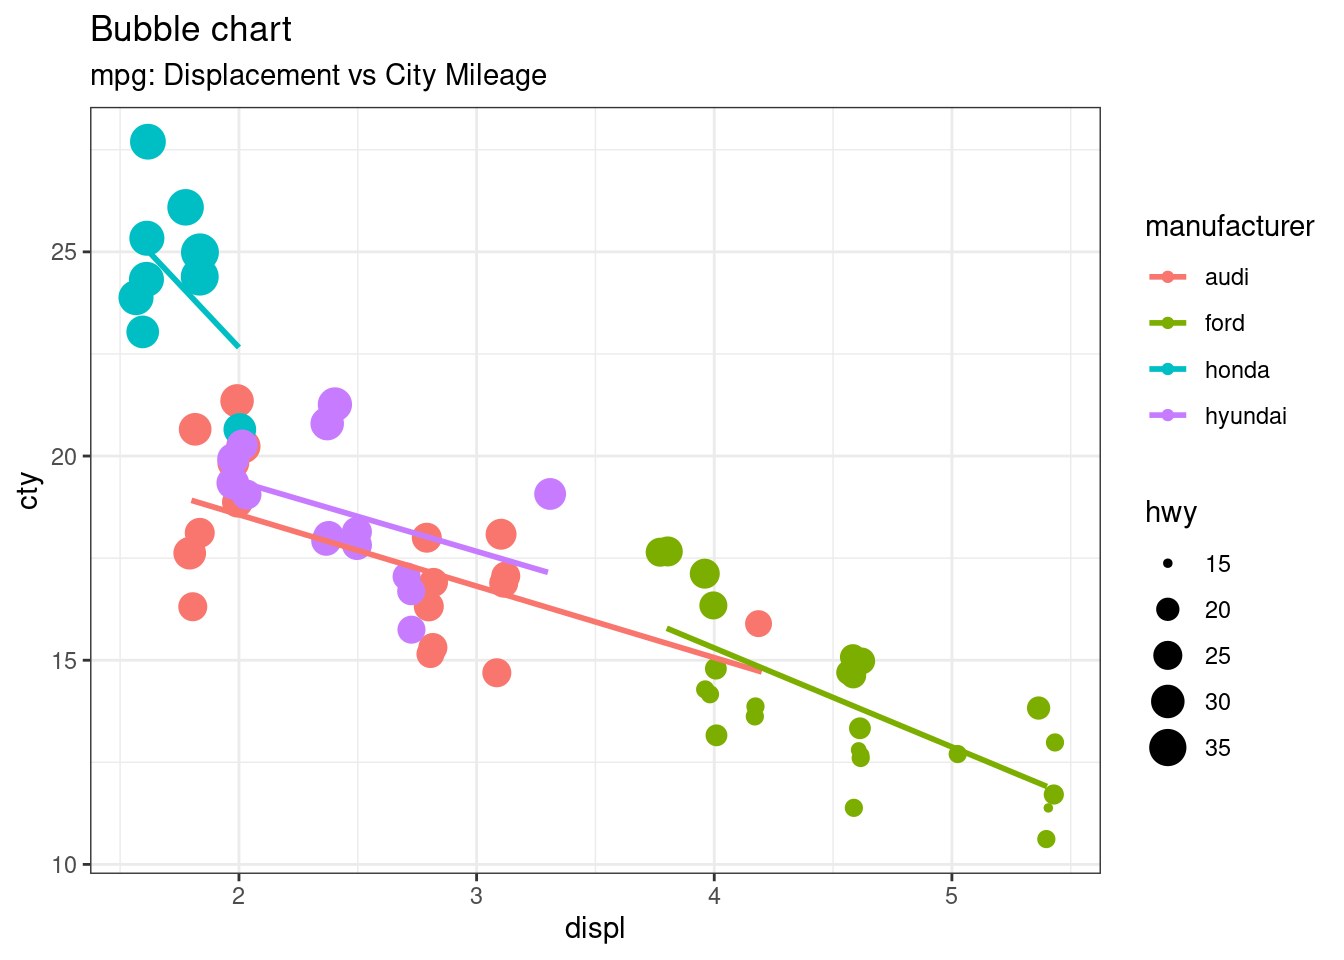 Bubble chart
mpg: Displacement vs City Mileage
25
20
15
10
cty
2 3 4 5
displ
manufacturer
audi
ford
honda
hyundai
hwy
15
20
25
30
35